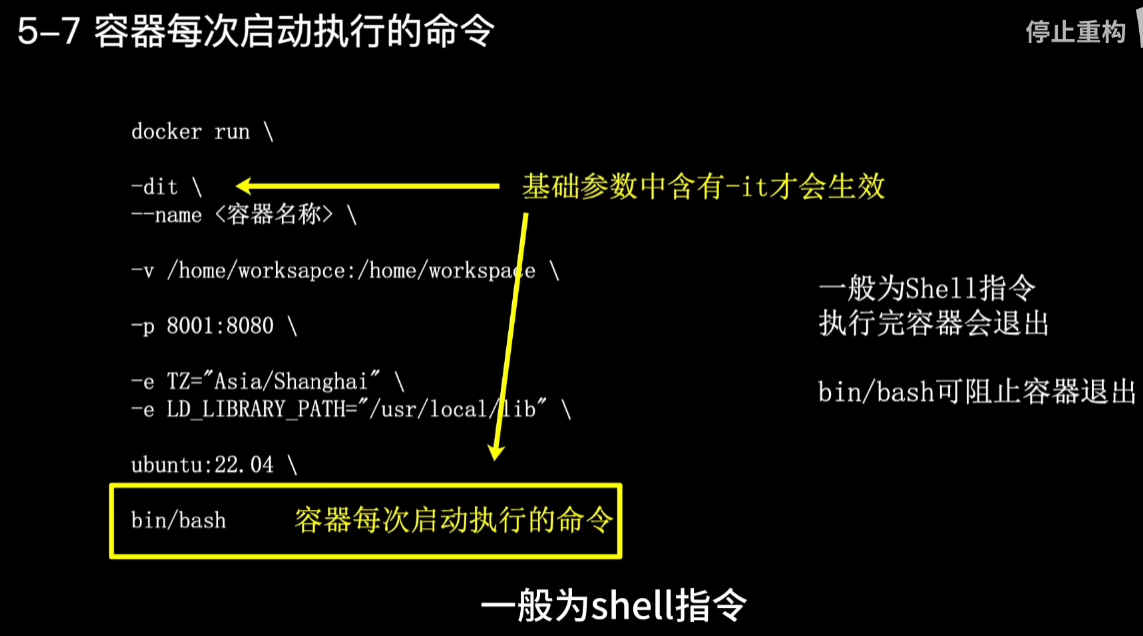 5-7 容器每次启动执行的命令
停止重构
docker run \
-dit \
基础参数中含有-it才会生效
--name <容器名称> \
-v /home/worksapce:/home/workspace \
一般为Shell指令
执行完容器会退出
-p 8001:8080 \
-e TZ="Asia/Shanghai" \
bin/bash可阻止容器退出
-e LD_LIBRARY_PATH="/usr/local/lib" \
ubuntu:22.04 \
bin/bash 容器每次启动执行的命令
一般为shell指令